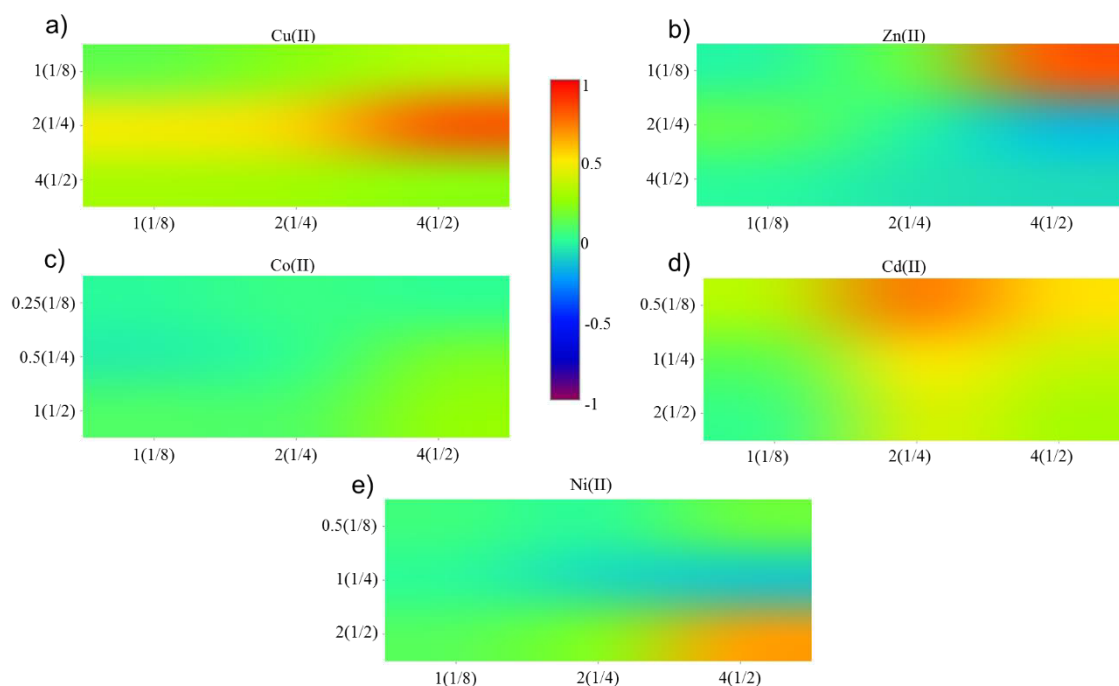 a)
Cu(II)
1(1/8)
2(1/4)
4(1/2)
1(1/8) 2(1/4) 4(1/2)
1
0.5
0
-0.5
-1
b)
Zn(II)
1(1/8)
2(1/4)
4(1/2)
1(1/8) 2(1/4) 4(1/2)
c)
Co(II)
0.25(1/8)
0.5(1/4)
1(1/2)
1(1/8) 2(1/4) 4(1/2)
d)
Cd(II)
0.5(1/8)
1(1/4)
2(1/2)
1(1/8) 2(1/4) 4(1/2)
e)
Ni(II)
0.5(1/8)
1(1/4)
2(1/2)
1(1/8) 2(1/4) 4(1/2)